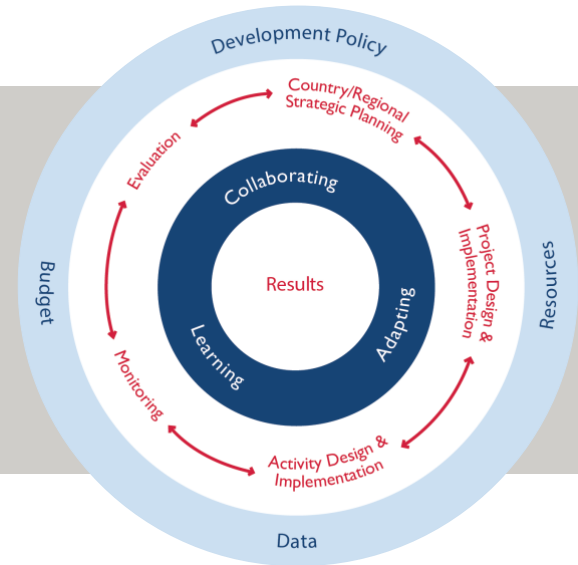 Development Policy
Country/Regional
Strategic Planning
Evaluation
Collaborating
Project Design &
Implementation
Budget
Results
Resources
Adapting
Learning
Monitoring
Activity Design &
Implementation
Data